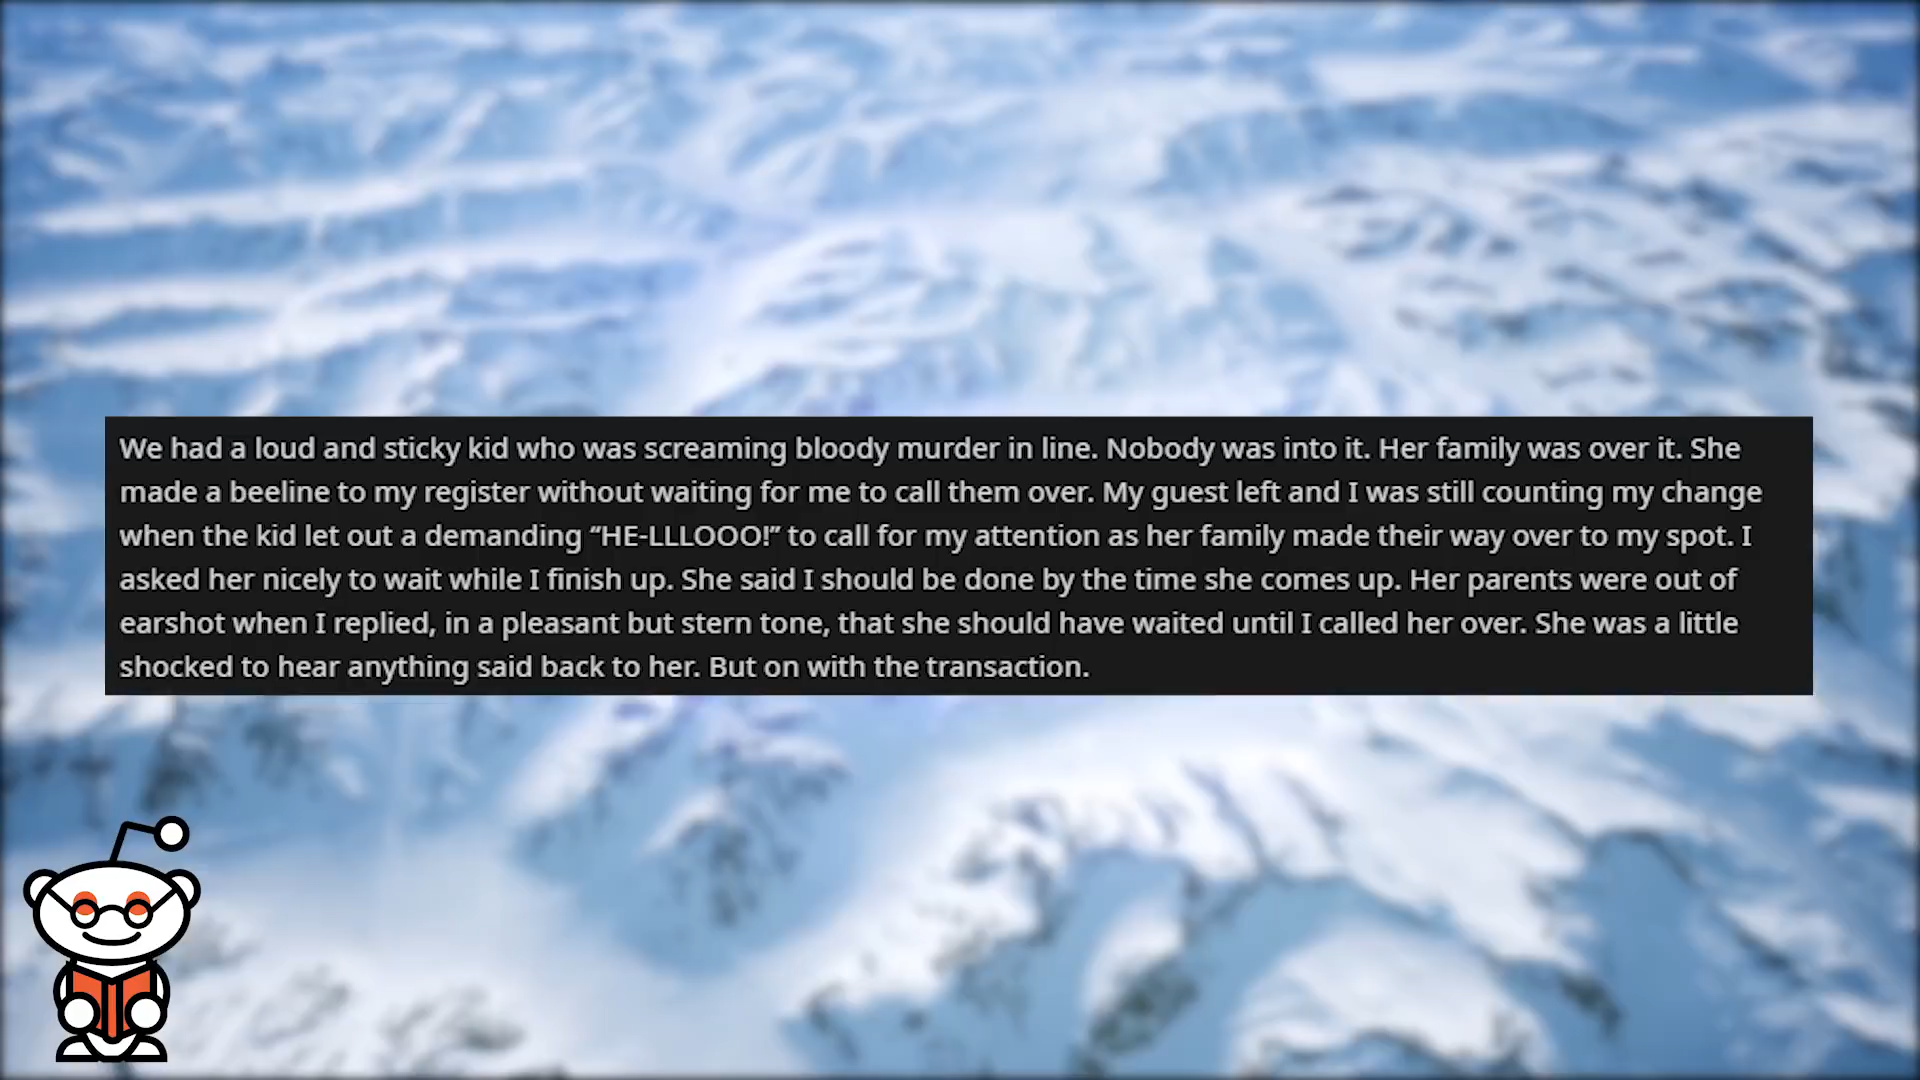 We had a loud and sticky kid who was screaming bloody murder in line. Nobody was into it. Her family was over it. She
made a beeline to my register without waiting for me to call them over. My guest left and I was still counting my change
when the kid let out a demanding “HE-LLLOOO!” to call for my attention as her family made their way over to my spot. I
asked her nicely to wait while I finish up. She said I should be done by the time she comes up. Her parents were out of
earshot when I replied, in a pleasant but stern tone, that she should have waited until I called her over. She was a little
shocked to hear anything said back to her. But on with the transaction.